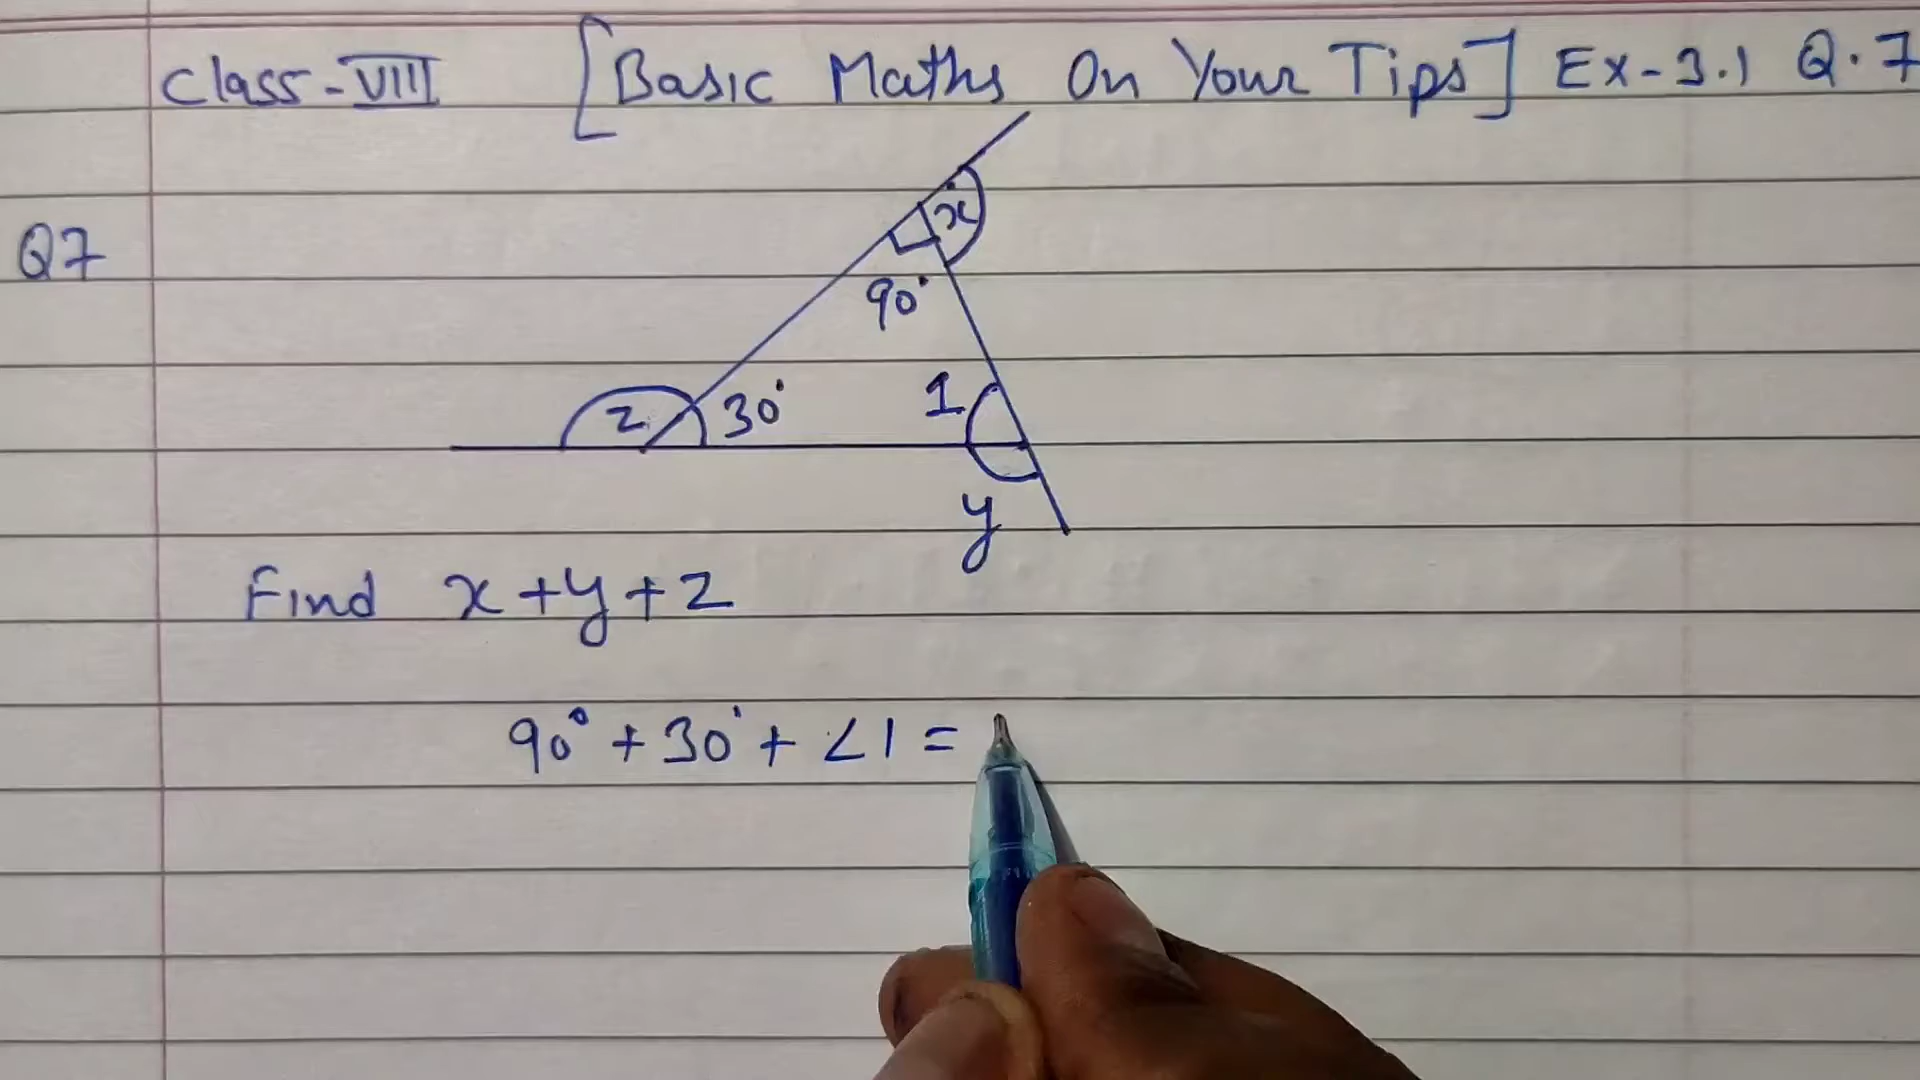 Class-VIII [Basic Maths On Your Tips] Ex-3.1 Q.7
Q7
x
90°
z 30° 1
y
Find x+y+z
90° + 30° + ∠1 =